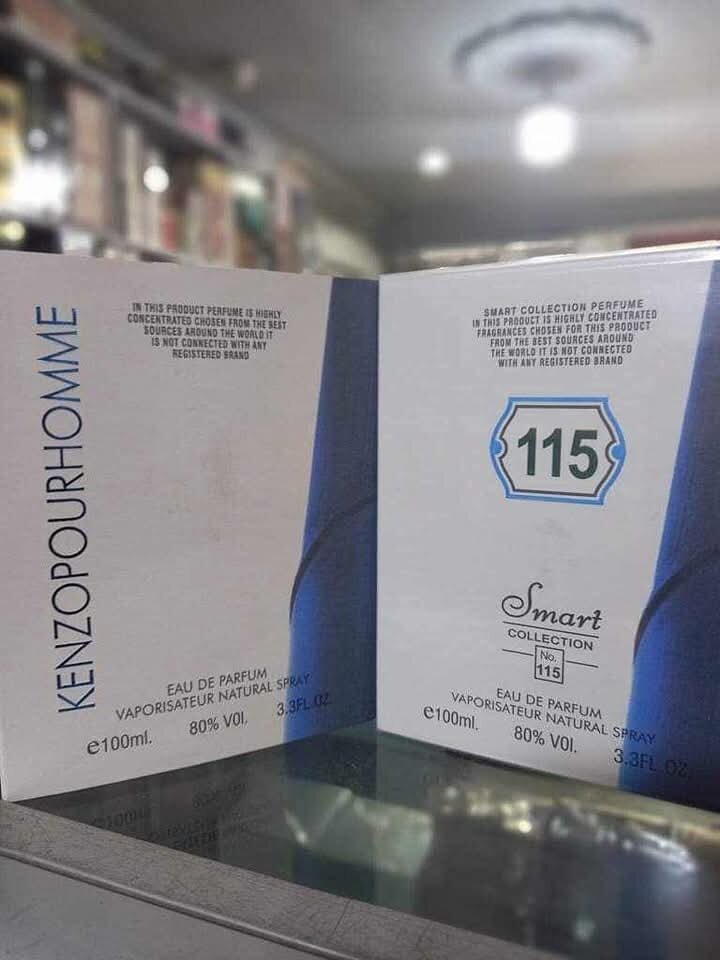 KENZOPOURHOMME
IN THIS PRODUCT PERFUME IS HIGHLY
CONCENTRATED CHOSEN FROM THE BEST
SOURCES AROUND THE WORLD IT
IS NOT CONNECTED WITH ANY
REGISTERED BRAND
EAU DE PARFUM
VAPORISATEUR NATURAL SPRAY
e100ml. 80% VOl. 3.3FL.OZ.
SMART COLLECTION PERFUME
IN THIS PRODUCT IS HIGHLY CONCENTRATED
FRAGRANCES CHOSEN FOR THIS PRODUCT
FROM THE BEST SOURCES AROUND
THE WORLD IT IS NOT CONNECTED
WITH ANY REGISTERED BRAND
115
Smart
COLLECTION
No.
115
EAU DE PARFUM
VAPORISATEUR NATURAL SPRAY
e100ml. 80% VOl. 3.3FL OZ.